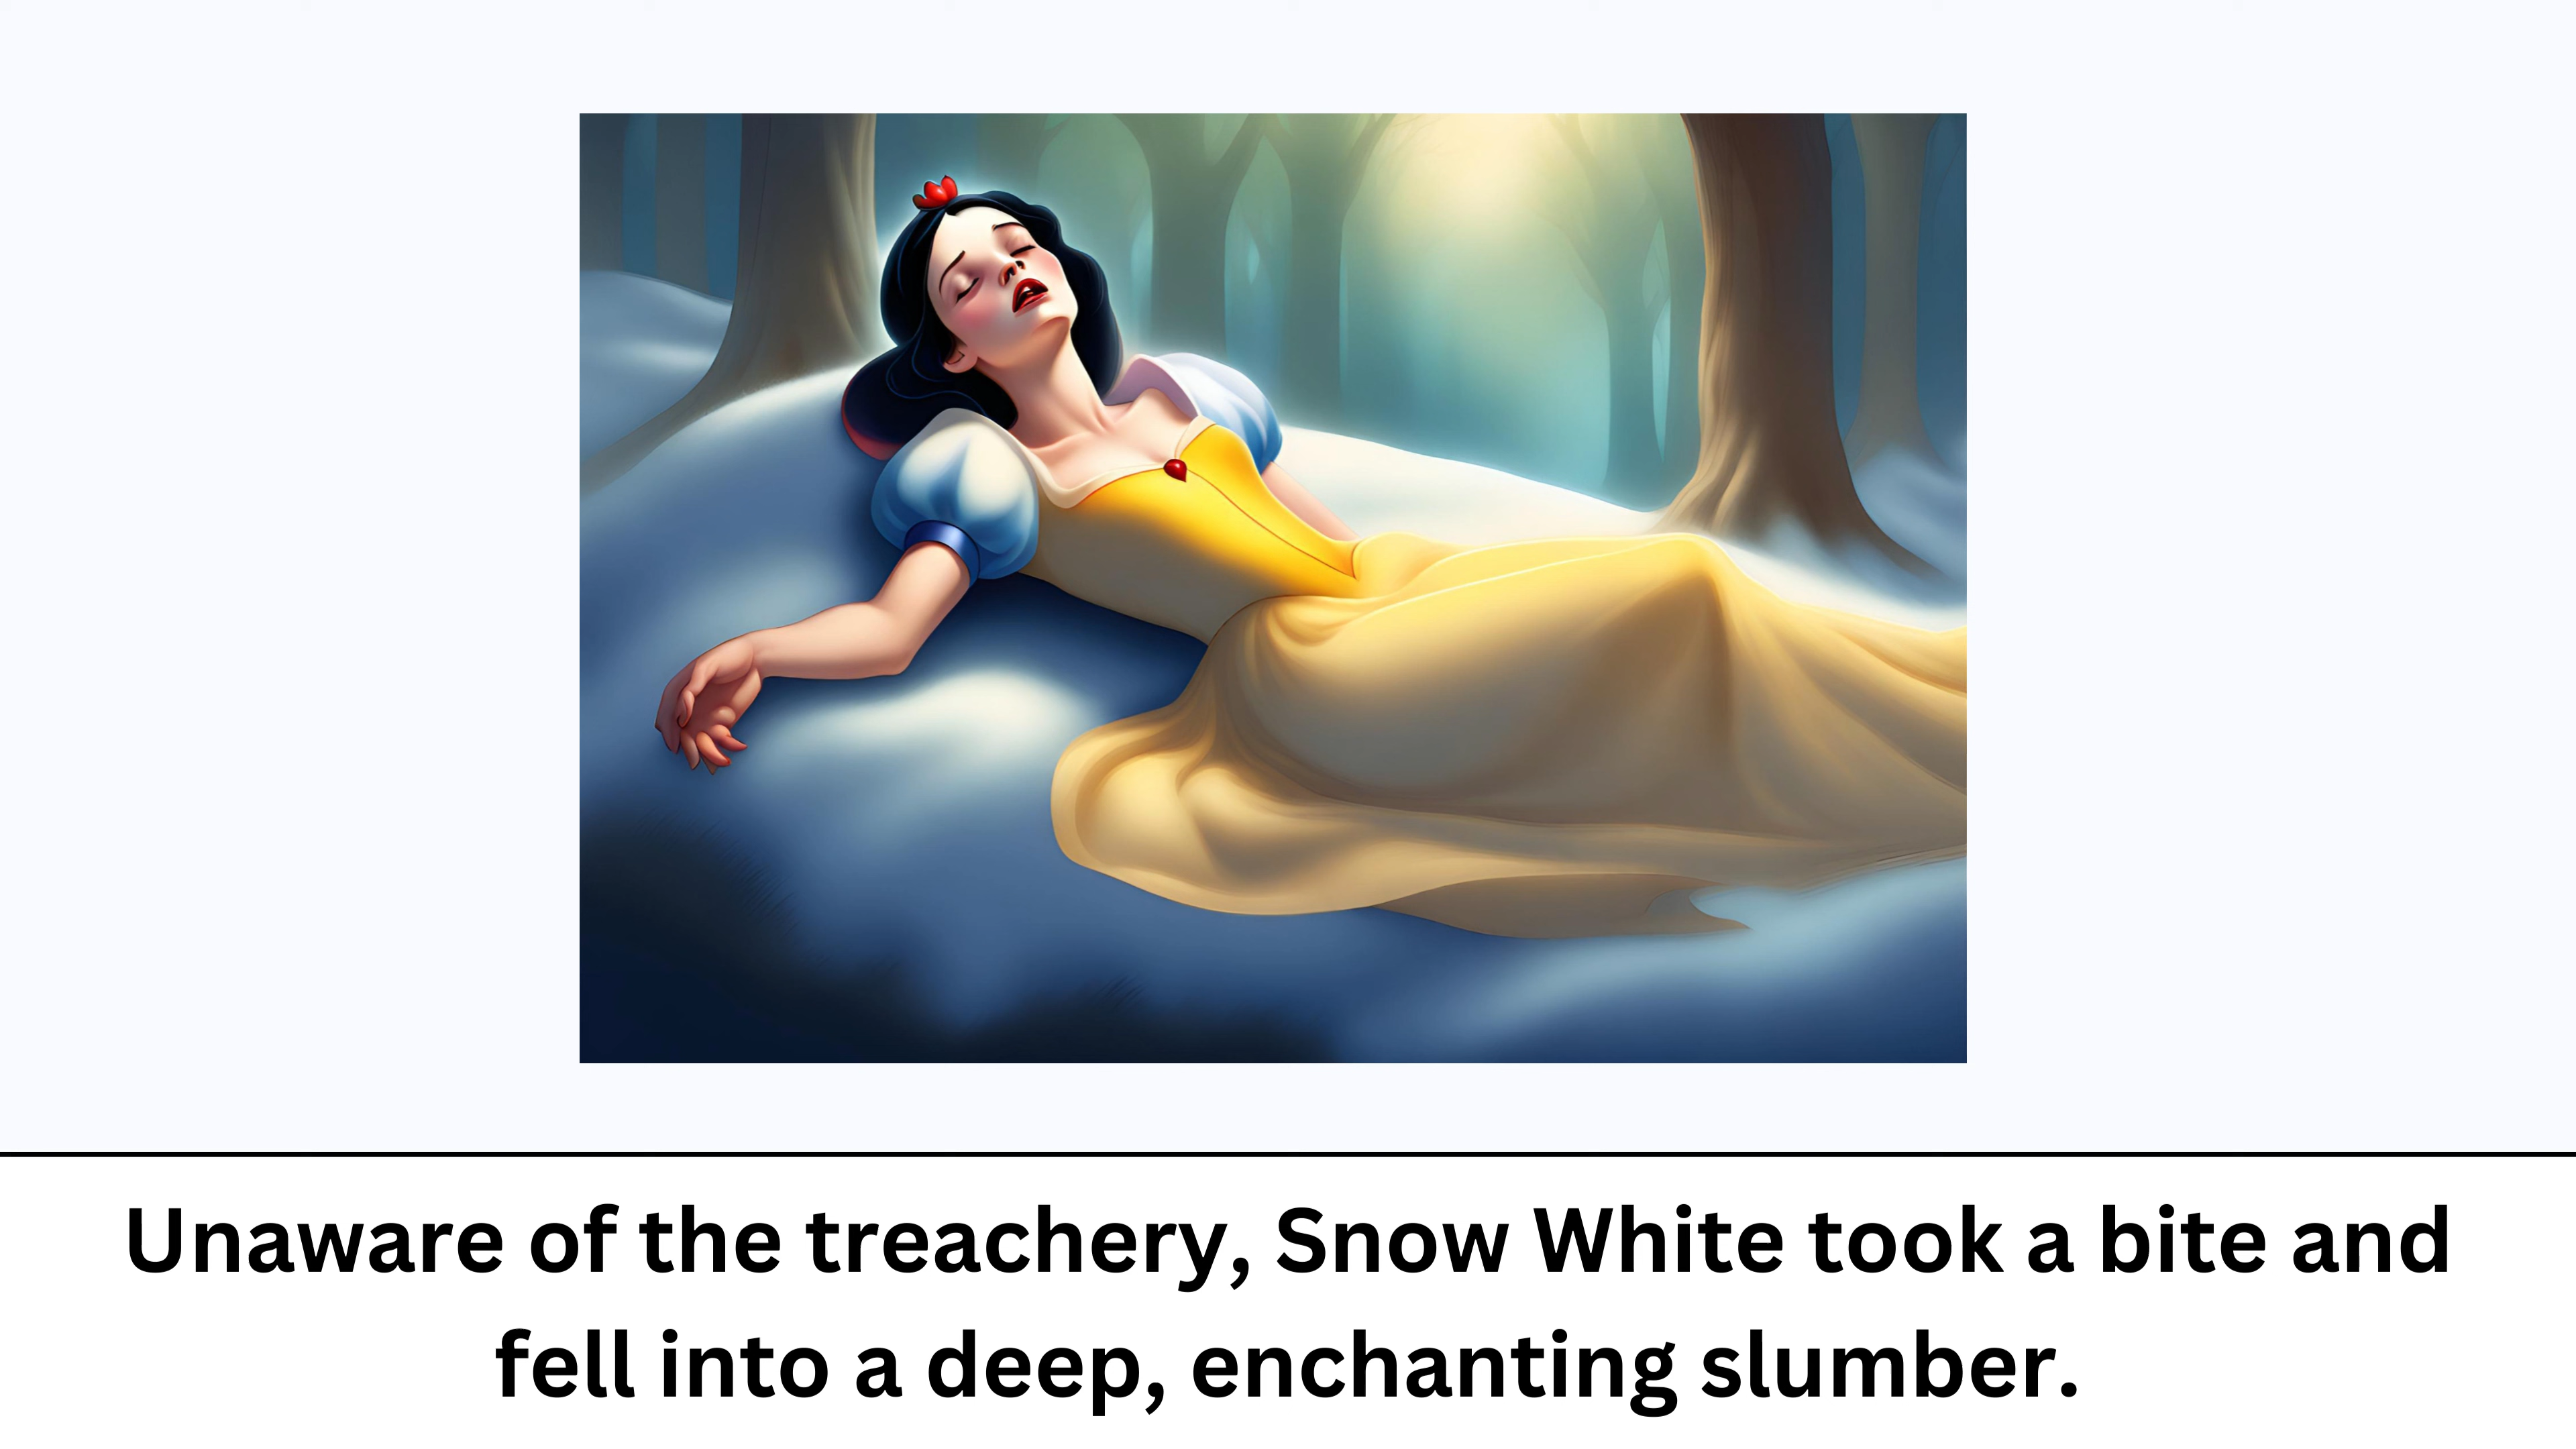 Unaware of the treachery, Snow White took a bite and
fell into a deep, enchanting slumber.